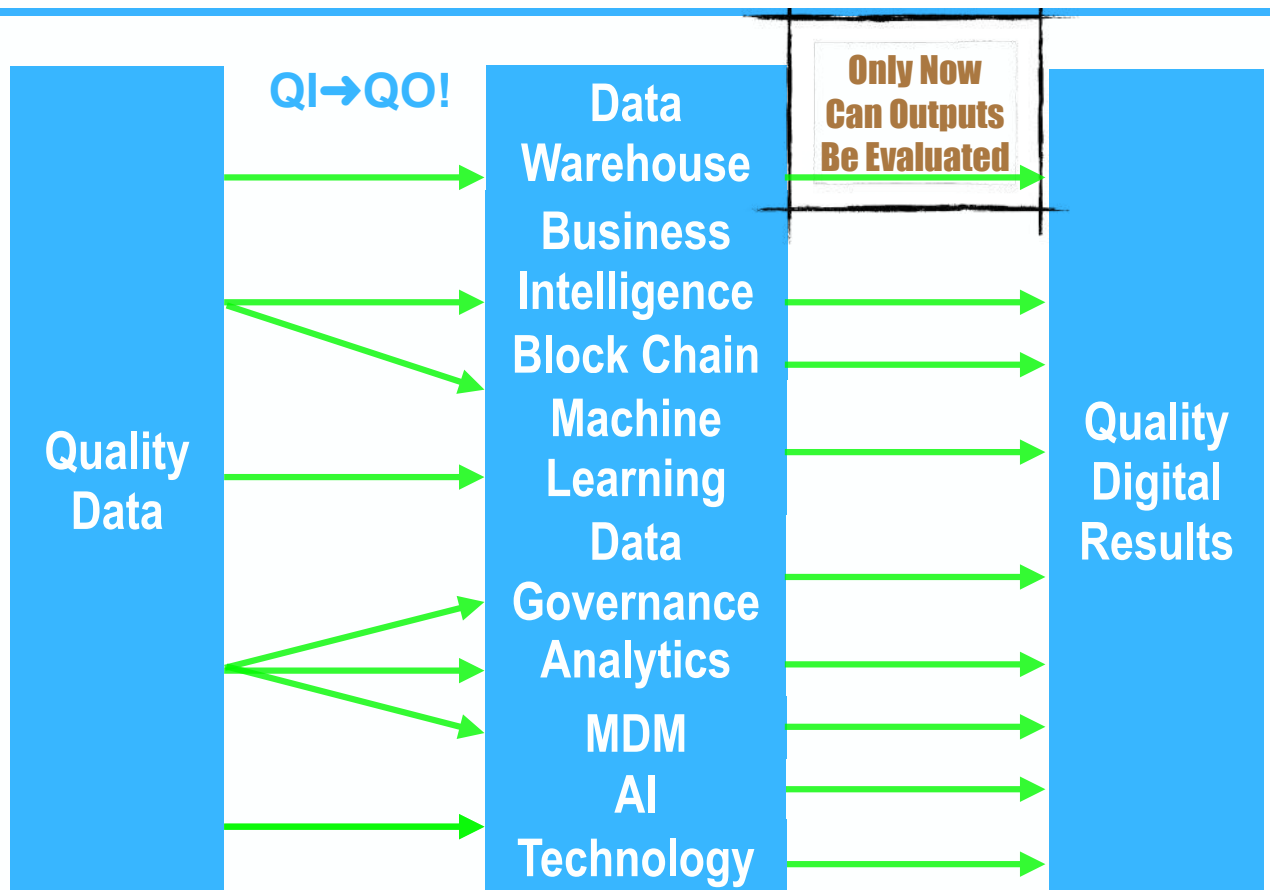 QI➜QO!
Only Now
Can Outputs
Be Evaluated
Quality
Data
Data
Warehouse
Business
Intelligence
Block Chain
Machine
Learning
Data
Governance
Analytics
MDM
AI
Technology
Quality
Digital
Results